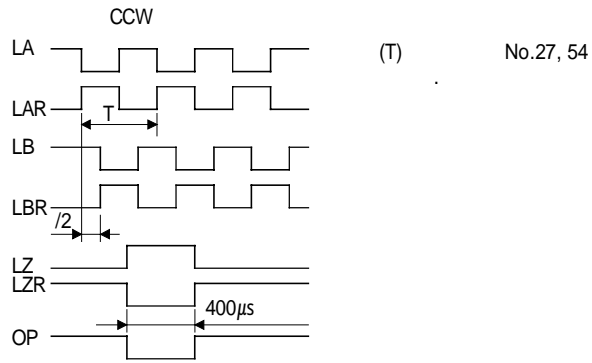 CCW
LA
(T) No.27, 54
.
LAR
T
LB
LBR
/2
LZ
LZR
400µs
OP